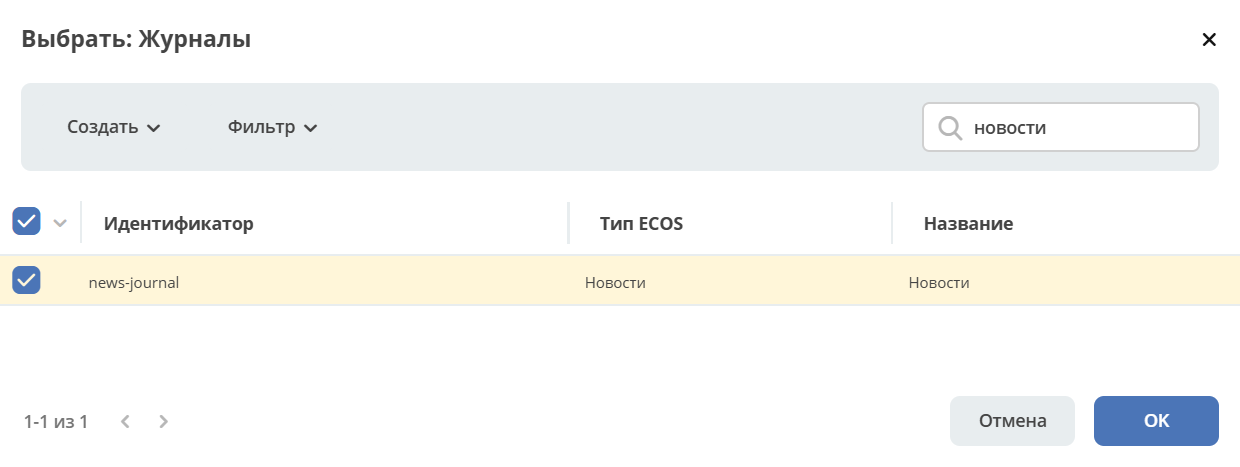 Выбрать: Журналы
Создать Фильтр новости
Идентификатор Тип ECOS Название
news-journal Новости Новости
1-1 из 1 Отмена OK